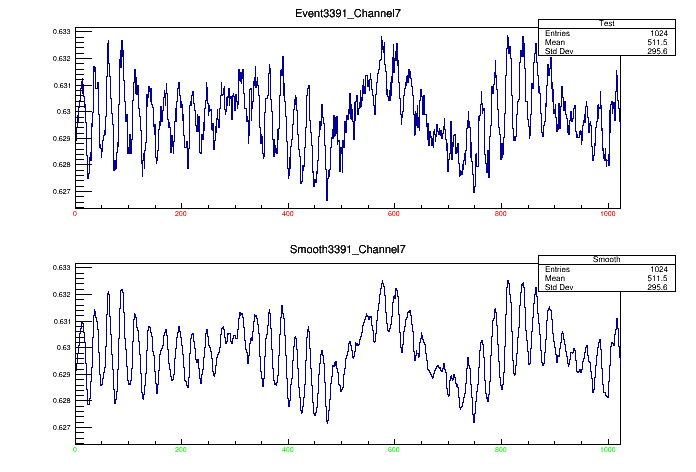 Event3391_Channel7
Test
Entries 1024
Mean 511.5
Std Dev 295.6
0.633
0.632
0.631
0.63
0.629
0.628
0.627
0 200 400 600 800 1000
Smooth3391_Channel7
Smooth
Entries 1024
Mean 511.5
Std Dev 295.6
0.633
0.632
0.631
0.63
0.629
0.628
0.627
0 200 400 600 800 1000